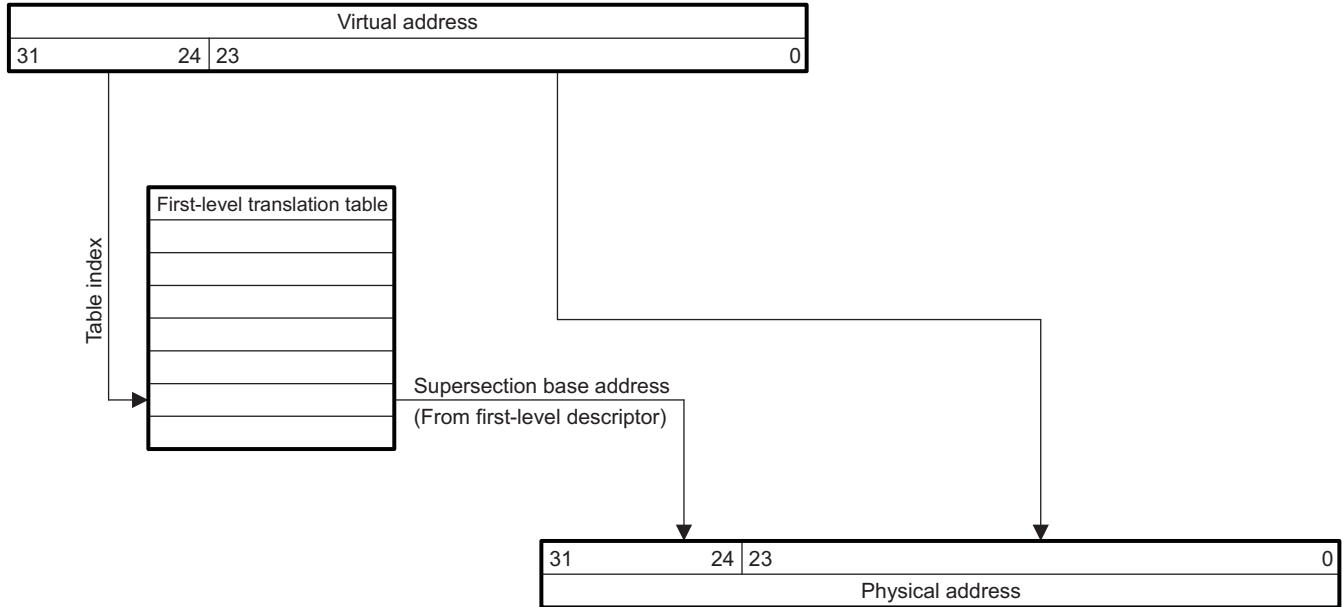 Virtual address
31 24 23 0
First-level translation table
Table index
Supersection base address
(From first-level descriptor)
31 24 23 0
Physical address